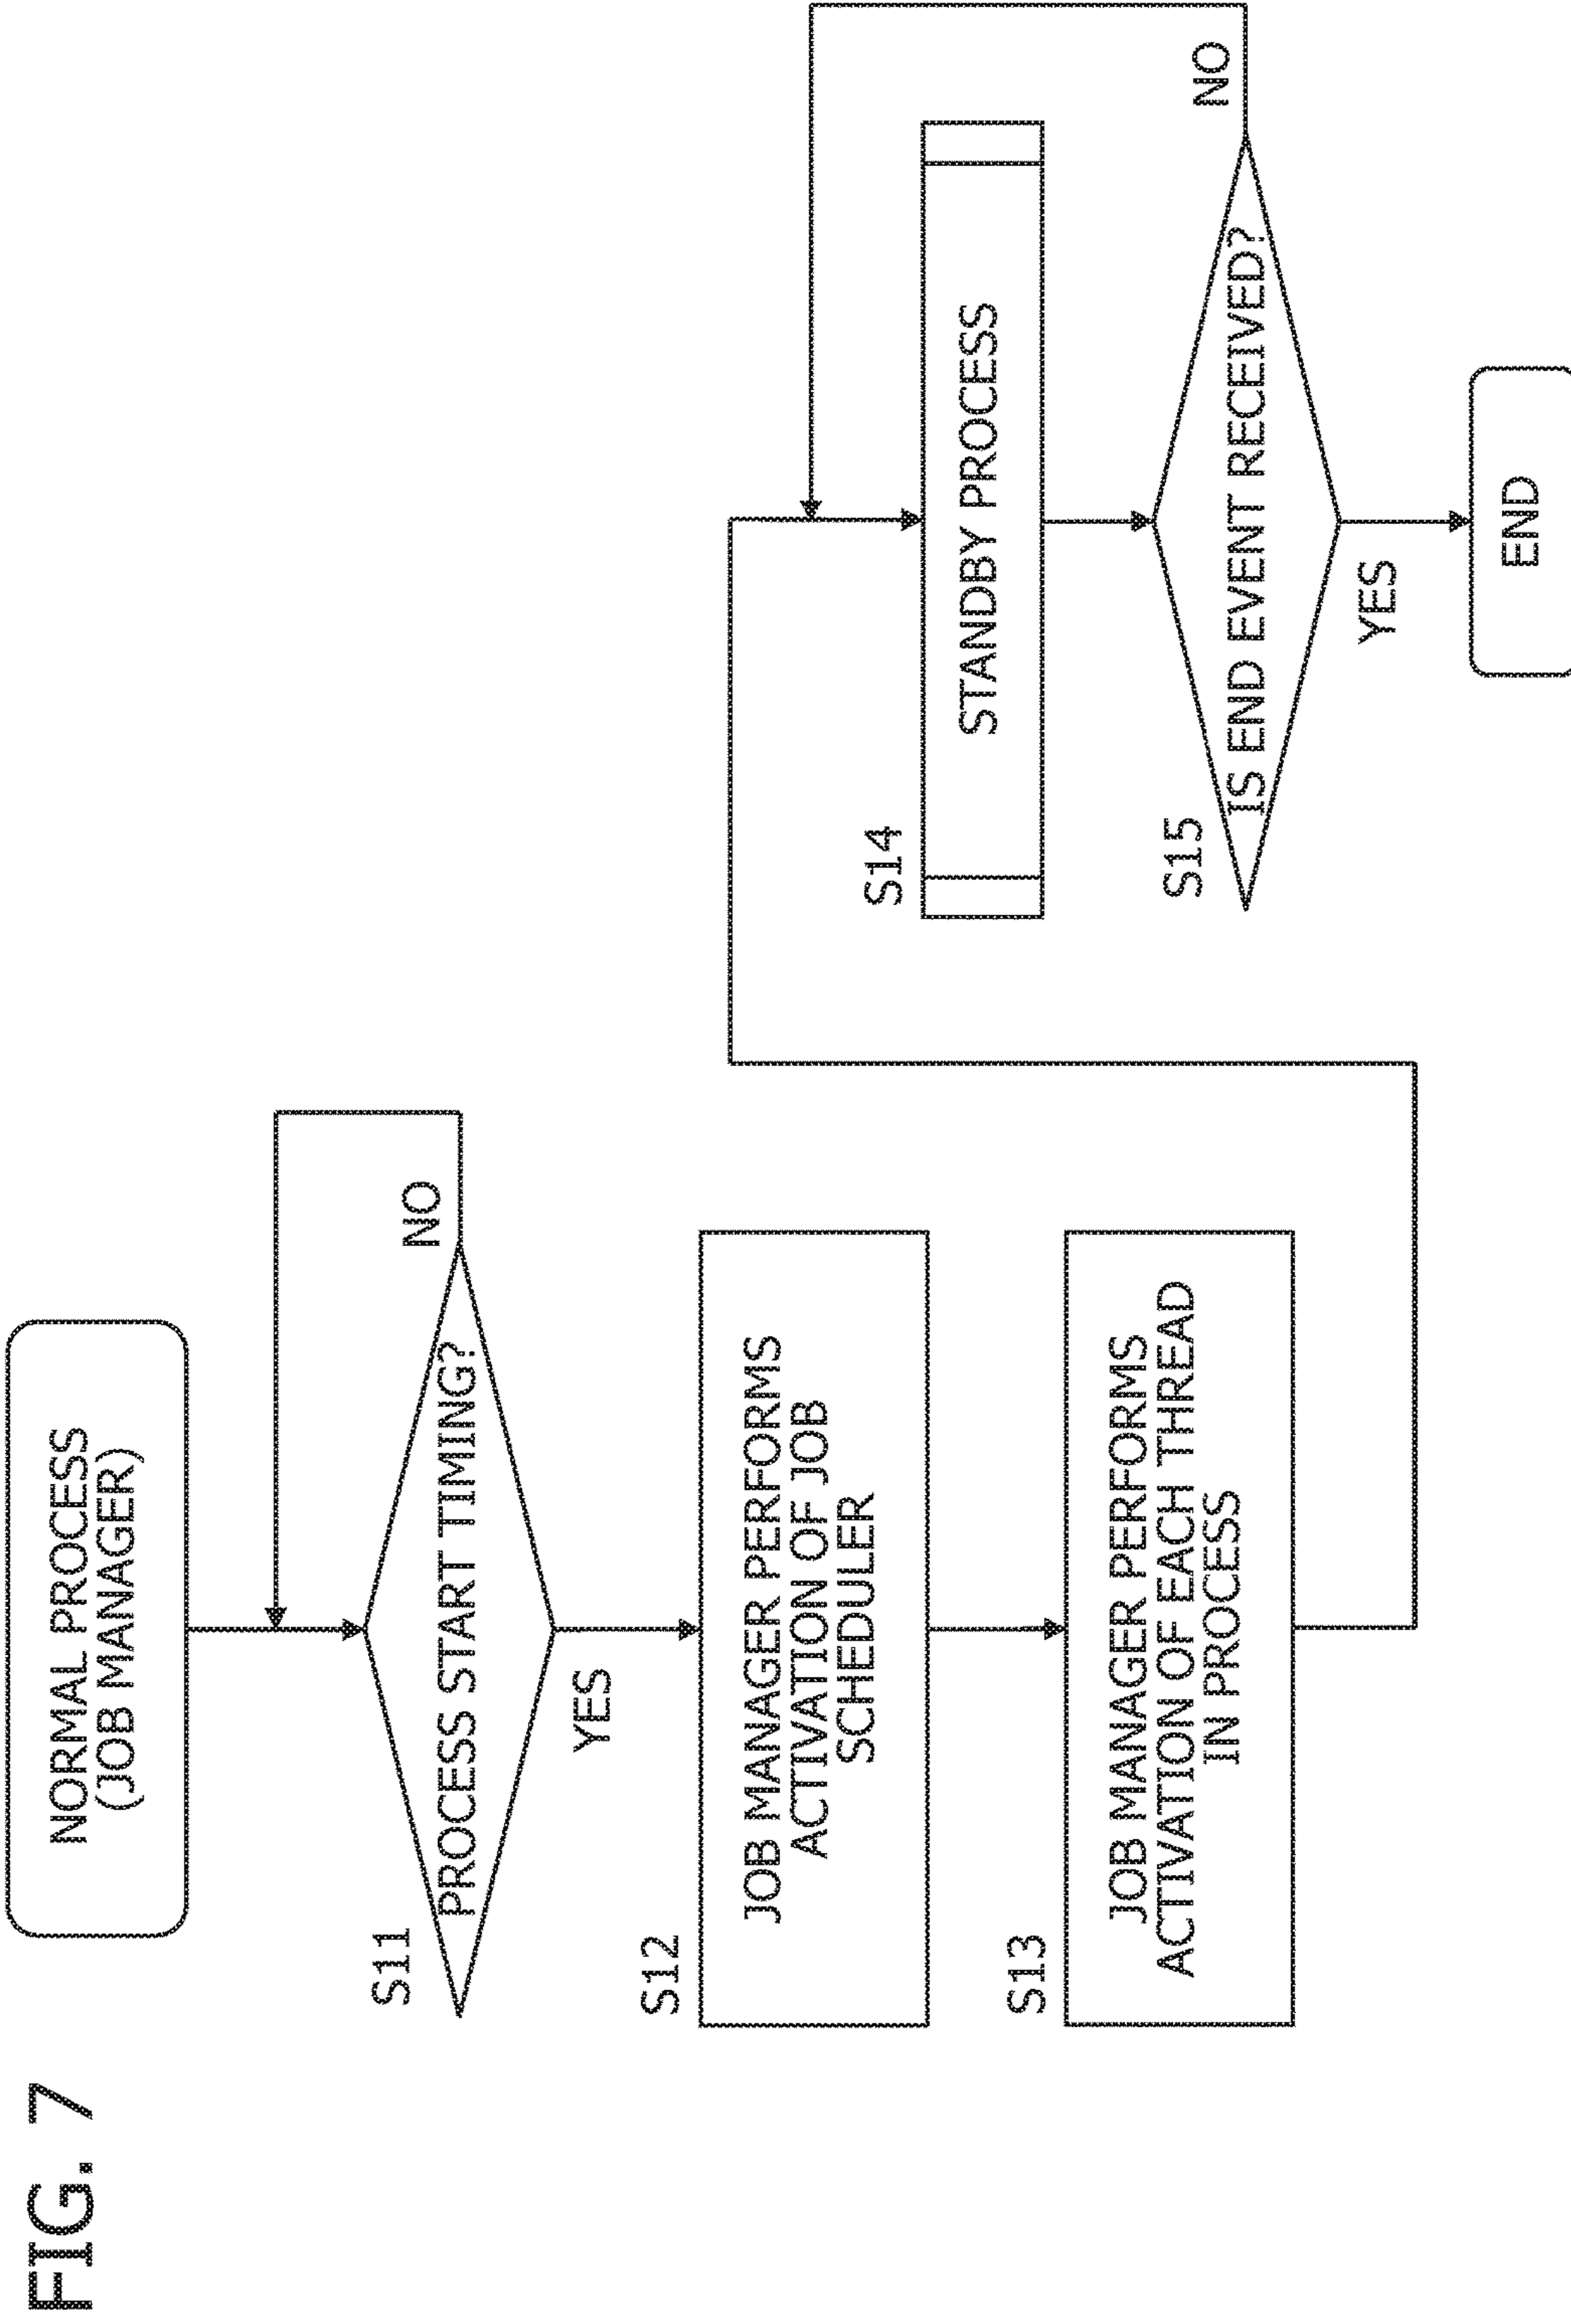 FIG. 7
NORMAL PROCESS
(JOB MANAGER)
S11
PROCESS START TIMING?
NO
YES
S12
JOB MANAGER PERFORMS
ACTIVATION OF JOB
SCHEDULER
S13
JOB MANAGER PERFORMS
ACTIVATION OF EACH THREAD
IN PROCESS
S14
STANDBY PROCESS
S15
IS END EVENT RECEIVED?
NO
YES
END